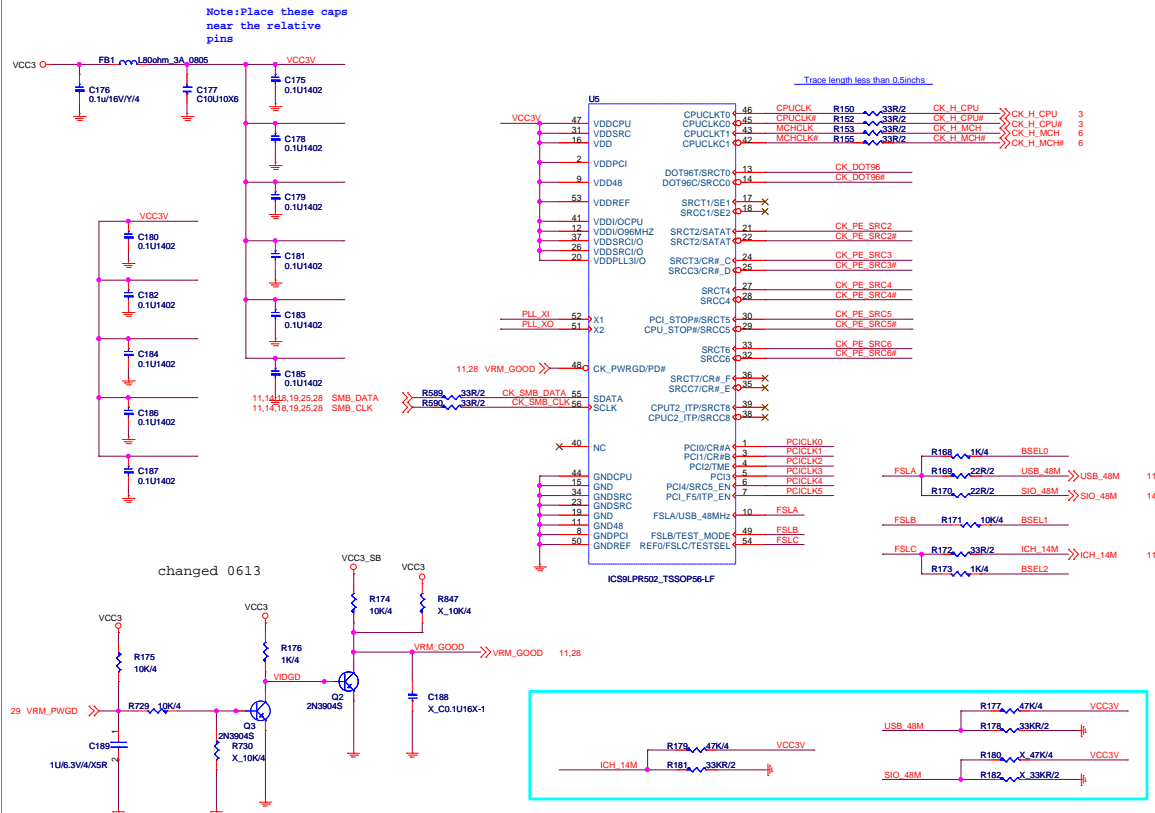 Note:Place these caps
near the relative
pins
VCC3
FB1
L80ohm_3A_0805
VCC3V
C176
0.1u/16V/Y/4
C177
C10U10X6
C175
0.1U1402
C178
0.1U1402
C179
0.1U1402
C181
0.1U1402
C183
0.1U1402
C185
0.1U1402
VCC3V
C180
0.1U1402
C182
0.1U1402
C184
0.1U1402
C186
0.1U1402
C187
0.1U1402
Trace length less than 0.5inchs
U5
VCC3V
47 VDDCPU
31 VDDSRC
16 VDD
2 VDDPCI
9 VDD48
53 VDDREF
41 VDDI/OCPU
12 VDDI/O96MHZ
37 VDDSRCI/O
26 VDDSRCI/O
20 VDDPLL3I/O
PLL_XI 52 X1
PLL_XO 51 X2
11,28 VRM_GOOD 48 CK_PWRGD/PD#
11,14,18,19,25,28 SMB_DATA R589 33R/2 CK_SMB_DATA 55 SDATA
11,14,18,19,25,28 SMB_CLK R590 33R/2 CK_SMB_CLK 56 SCLK
40 NC
44 GNDCPU
15 GND
34 GNDSRC
23 GNDSRC
19 GND
11 GND48
8 GNDPCI
50 GNDREF
CPUCLKT0 46 CPUCLK R150 33R/2 CK_H_CPU CK_H_CPU 3
CPUCLKC0 45 CPUCLK# R152 33R/2 CK_H_CPU# CK_H_CPU# 3
CPUCLKT1 43 MCHCLK R153 33R/2 CK_H_MCH CK_H_MCH 6
CPUCLKC1 42 MCHCLK# R155 33R/2 CK_H_MCH# CK_H_MCH# 6
DOT96T/SRCT0 13 CK_DOT96
DOT96C/SRCC0 14 CK_DOT96#
SRCT1/SE1 17
SRCC1/SE2 18
SRCT2/SATAT 21 CK_PE_SRC2
SRCT2/SATAT 22 CK_PE_SRC2#
SRCT3/CR#_C 24 CK_PE_SRC3
SRCC3/CR#_D 25 CK_PE_SRC3#
SRCT4 27 CK_PE_SRC4
SRCC4 28 CK_PE_SRC4#
PCI_STOP#/SRCT5 30 CK_PE_SRC5
CPU_STOP#/SRCC5 29 CK_PE_SRC5#
SRCT6 33 CK_PE_SRC6
SRCC6 32 CK_PE_SRC6#
SRCT7/CR#_F 36
SRCC7/CR#_E 35
CPUT2_ITP/SRCT8 39
CPUC2_ITP/SRCC8 38
PCI0/CR#A 1 PCICLK0
PCI1/CR#B 3 PCICLK1
PCI2/TME 4 PCICLK2
PCI3 5 PCICLK3
PCI4/SRC5_EN 6 PCICLK4
PCI_F5/ITP_EN 7 PCICLK5
FSLA/USB_48MHz 10 FSLA
FSLB/TEST_MODE 49 FSLB
REF0/FSLC/TESTSEL 54 FSLC
ICS9LPR502_TSSOP56-LF
R168 1K/4 BSEL0
FSLA R169 22R/2 USB_48M USB_48M 11
R170 22R/2 SIO_48M SIO_48M 14
FSLB R171 10K/4 BSEL1
FSLC R172 33R/2 ICH_14M ICH_14M 11
R173 1K/4 BSEL2
changed 0613
VCC3_SB
VCC3
R174
10K/4
R847
X_10K/4
VCC3
R175
10K/4
VCC3
R176
1K/4
VRM_GOOD VRM_GOOD 11,28
VIDGD
Q2
2N3904S
C188
X_C0.1U16X-1
29 VRM_PWGD
R729 10K/4
Q3
2N3904S
R730
X_10K/4
1
C189
2
1U/6.3V/4/X5R
R179 47K/4 VCC3V
ICH_14M R181 33KR/2
R177 47K/4 VCC3V
USB_48M R178 33KR/2
R180 X_47K/4 VCC3V
SIO_48M R182 X_33KR/2